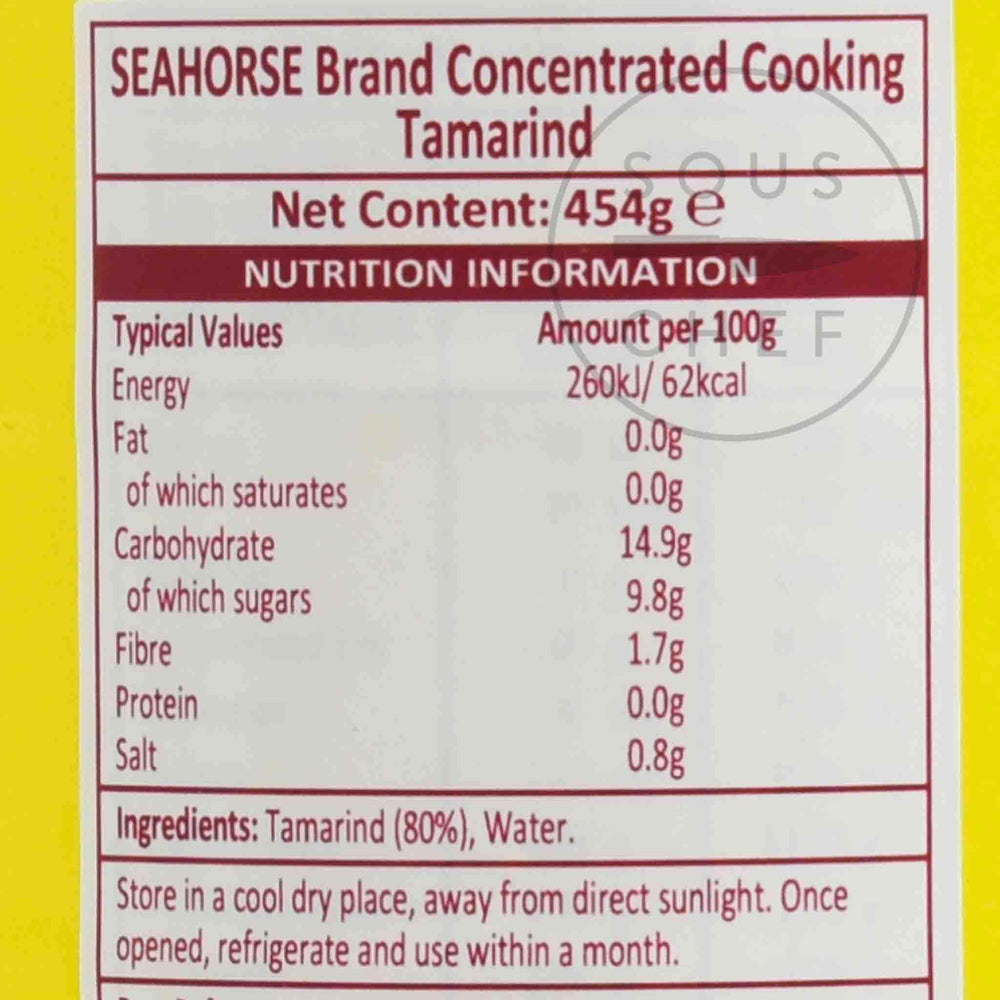 SEAHORSE Brand Concentrated Cooking
Tamarind
SOUS
CHEF
Net Content: 454g ℮
NUTRITION INFORMATION
Typical Values Amount per 100g
Energy 260kJ/ 62kcal
Fat 0.0g
of which saturates 0.0g
Carbohydrate 14.9g
of which sugars 9.8g
Fibre 1.7g
Protein 0.0g
Salt 0.8g
Ingredients: Tamarind (80%), Water.
Store in a cool dry place, away from direct sunlight. Once
opened, refrigerate and use within a month.